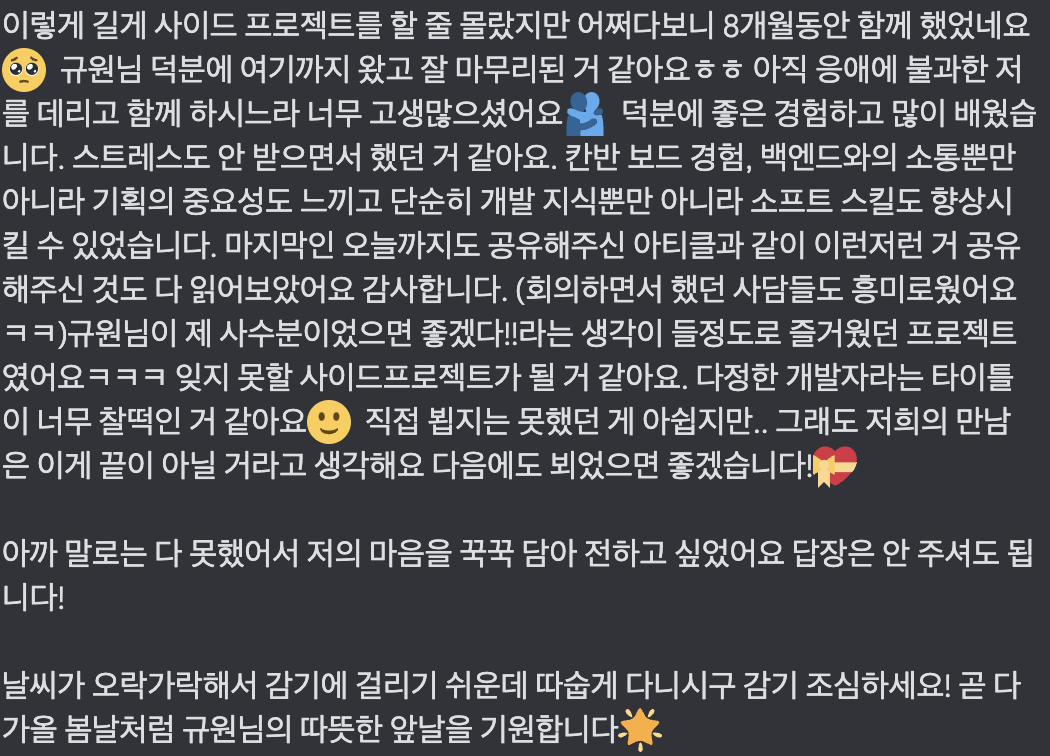 이렇게 길게 사이드 프로젝트를 할 줄 몰랐지만 어쩌다보니 8개월동안 함께 했었네요
🥺 규원님 덕분에 여기까지 왔고 잘 마무리된 거 같아요ㅎㅎ 아직 응애에 불과한 저
를 데리고 함께 하시느라 너무 고생많으셨어요🫂 덕분에 좋은 경험하고 많이 배웠습
니다. 스트레스도 안 받으면서 했던 거 같아요. 칸반 보드 경험, 백엔드와의 소통뿐만
아니라 기획의 중요성도 느끼고 단순히 개발 지식뿐만 아니라 소프트 스킬도 향상시
킬 수 있었습니다. 마지막인 오늘까지도 공유해주신 아티클과 같이 이런저런 거 공유
해주신 것도 다 읽어보았어요 감사합니다. (회의하면서 했던 사담들도 흥미로웠어요
ㅋㅋ)규원님이 제 사수분이었으면 좋겠다!!라는 생각이 들정도로 즐거웠던 프로젝트
였어요ㅋㅋㅋ 잊지 못할 사이드프로젝트가 될 거 같아요. 다정한 개발자라는 타이틀
이 너무 찰떡인 거 같아요🙂 직접 뵙지는 못했던 게 아쉽지만.. 그래도 저희의 만남
은 이게 끝이 아닐 거라고 생각해요 다음에도 뵈었으면 좋겠습니다!💝
아까 말로는 다 못했어서 저의 마음을 꾹꾹 담아 전하고 싶었어요 답장은 안 주셔도 됩
니다!
날씨가 오락가락해서 감기에 걸리기 쉬운데 따숩게 다니시구 감기 조심하세요! 곧 다
가올 봄날처럼 규원님의 따뜻한 앞날을 기원합니다🌟